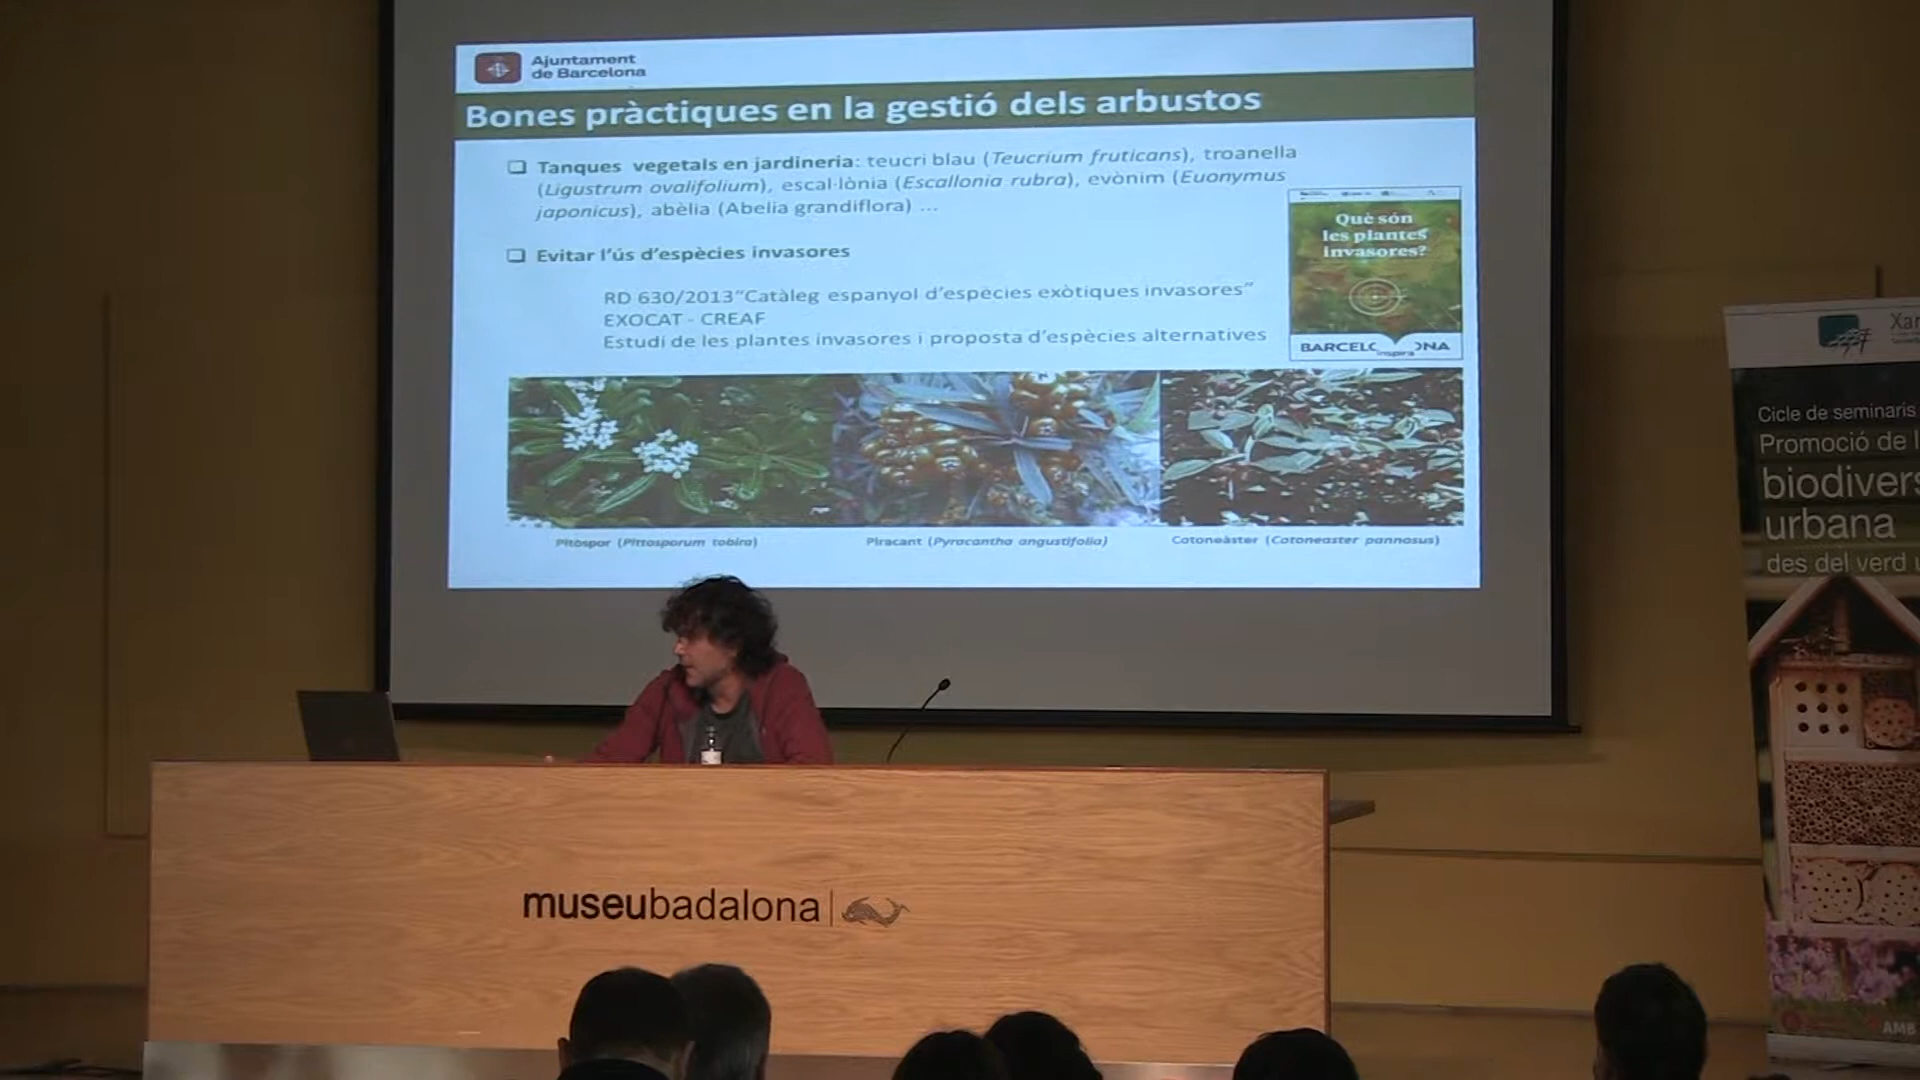 Ajuntament
de Barcelona
Bones pràctiques en la gestió dels arbustos
Tanques vegetals en jardineria: teucri blau (Teucrium fruticans), troanella
(Ligustrum ovalifolium), escal·lònia (Escallonia rubra), evònim (Euonymus
japonicus), abèlia (Abelia grandiflora) ...
Evitar l'ús d'espècies invasores
RD 630/2013"Catàleg espanyol d'espècies exòtiques invasores"
EXOCAT - CREAF
Estudi de les plantes invasores i proposta d'espècies alternatives
Què són
les plantes
invasores?
BARCELONA
inspira
Pitòspor (Pittosporum tobira)
Piracant (Pyracantha angustifolia)
Cotoneàster (Cotoneaster pannosus)
Xar
Cicle de seminaris
Promoció de l
biodivers
urbana
des del verd u
museubadalona
AMB